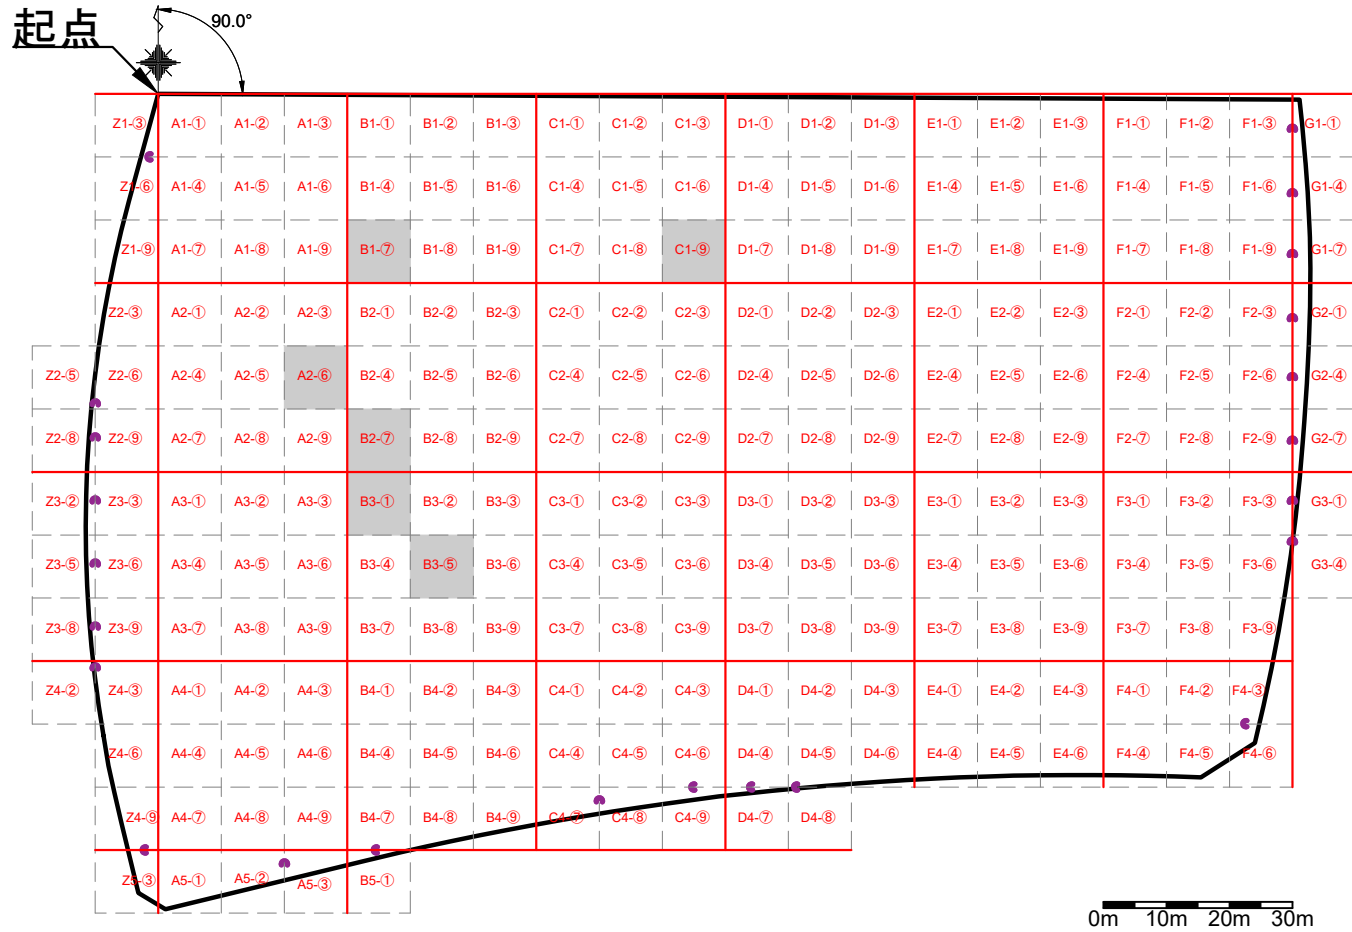 起点
90.0°
Z1-③ A1-① A1-② A1-③ B1-① B1-② B1-③ C1-① C1-② C1-③ D1-① D1-② D1-③ E1-① E1-② E1-③ F1-① F1-② F1-③ G1-①
Z1-⑥ A1-④ A1-⑤ A1-⑥ B1-④ B1-⑤ B1-⑥ C1-④ C1-⑤ C1-⑥ D1-④ D1-⑤ D1-⑥ E1-④ E1-⑤ E1-⑥ F1-④ F1-⑤ F1-⑥ G1-④
Z1-⑨ A1-⑦ A1-⑧ A1-⑨ B1-⑦ B1-⑧ B1-⑨ C1-⑦ C1-⑧ C1-⑨ D1-⑦ D1-⑧ D1-⑨ E1-⑦ E1-⑧ E1-⑨ F1-⑦ F1-⑧ F1-⑨ G1-⑦
Z2-③ A2-① A2-② A2-③ B2-① B2-② B2-③ C2-① C2-② C2-③ D2-① D2-② D2-③ E2-① E2-② E2-③ F2-① F2-② F2-③ G2-①
Z2-⑤ Z2-⑥ A2-④ A2-⑤ A2-⑥ B2-④ B2-⑤ B2-⑥ C2-④ C2-⑤ C2-⑥ D2-④ D2-⑤ D2-⑥ E2-④ E2-⑤ E2-⑥ F2-④ F2-⑤ F2-⑥ G2-④
Z2-⑧ Z2-⑨ A2-⑦ A2-⑧ A2-⑨ B2-⑦ B2-⑧ B2-⑨ C2-⑦ C2-⑧ C2-⑨ D2-⑦ D2-⑧ D2-⑨ E2-⑦ E2-⑧ E2-⑨ F2-⑦ F2-⑧ F2-⑨ G2-⑦
Z3-② Z3-③ A3-① A3-② A3-③ B3-① B3-② B3-③ C3-① C3-② C3-③ D3-① D3-② D3-③ E3-① E3-② E3-③ F3-① F3-② F3-③ G3-①
Z3-⑤ Z3-⑥ A3-④ A3-⑤ A3-⑥ B3-④ B3-⑤ B3-⑥ C3-④ C3-⑤ C3-⑥ D3-④ D3-⑤ D3-⑥ E3-④ E3-⑤ E3-⑥ F3-④ F3-⑤ F3-⑥ G3-④
Z3-⑧ Z3-⑨ A3-⑦ A3-⑧ A3-⑨ B3-⑦ B3-⑧ B3-⑨ C3-⑦ C3-⑧ C3-⑨ D3-⑦ D3-⑧ D3-⑨ E3-⑦ E3-⑧ E3-⑨ F3-⑦ F3-⑧ F3-⑨
Z4-② Z4-③ A4-① A4-② A4-③ B4-① B4-② B4-③ C4-① C4-② C4-③ D4-① D4-② D4-③ E4-① E4-② E4-③ F4-① F4-② F4-③
Z4-⑥ A4-④ A4-⑤ A4-⑥ B4-④ B4-⑤ B4-⑥ C4-④ C4-⑤ C4-⑥ D4-④ D4-⑤ D4-⑥ E4-④ E4-⑤ E4-⑥ F4-④ F4-⑤ F4-⑥
Z4-⑨ A4-⑦ A4-⑧ A4-⑨ B4-⑦ B4-⑧ B4-⑨ C4-⑦ C4-⑧ C4-⑨ D4-⑦ D4-⑧
Z5-③ A5-① A5-② A5-③ B5-①
0m 10m 20m 30m